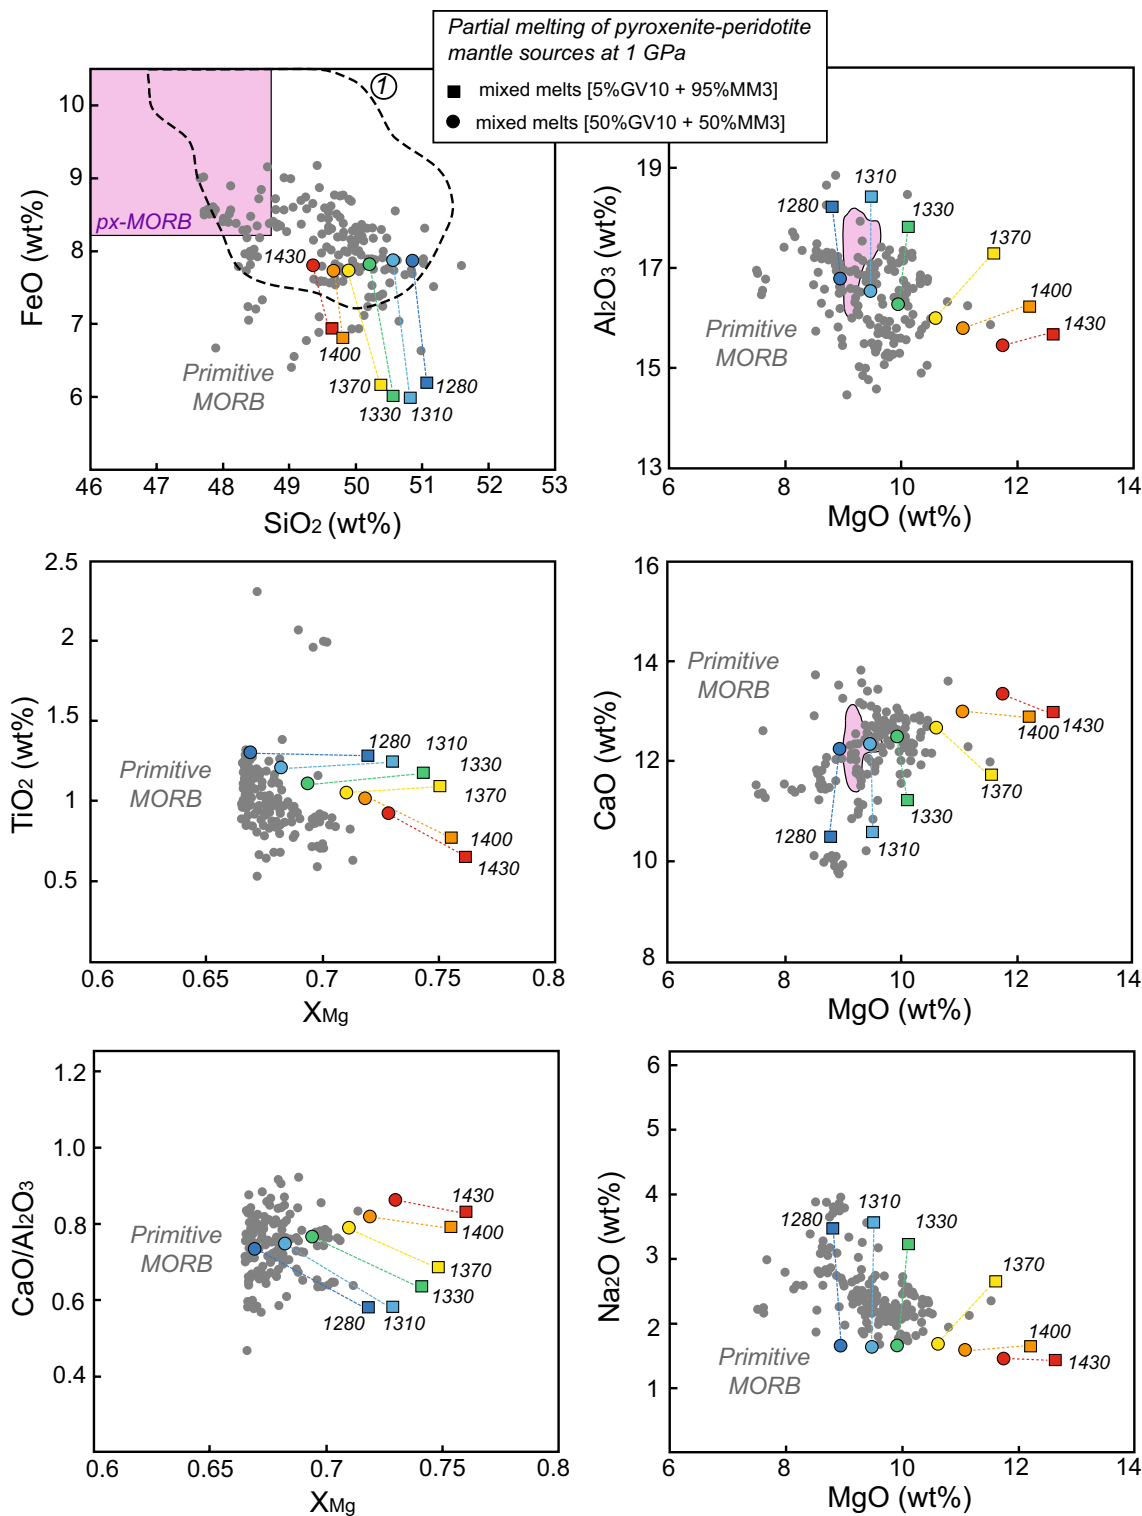 Partial melting of pyroxenite-peridotite
mantle sources at 1 GPa
mixed melts [5%GV10 + 95%MM3]
mixed melts [50%GV10 + 50%MM3]
10
9
8
7
6
FeO (wt%)
px-MORB
1
1430
1400
1370
1330
1310
1280
Primitive
MORB
46 47 48 49 50 51 52 53
SiO2 (wt%)
19
17
15
13
Al2O3 (wt%)
1280
1310
1330
1370
1400
1430
Primitive
MORB
6 8 10 12 14
MgO (wt%)
2.5
2
1.5
1
0.5
TiO2 (wt%)
1280
1310
1330
1370
1400
1430
Primitive
MORB
0.6 0.65 0.7 0.75 0.8
XMg
16
14
12
10
8
CaO (wt%)
Primitive
MORB
1430
1400
1370
1330
1310
1280
6 8 10 12 14
MgO (wt%)
1.2
1.0
0.8
0.6
0.4
CaO/Al2O3
Primitive
MORB
1430
1400
1370
1330
1280
1310
0.6 0.65 0.7 0.75 0.8
XMg
6
5
4
3
2
1
Na2O (wt%)
1280
1310
1330
1370
1400
1430
Primitive
MORB
6 8 10 12 14
MgO (wt%)